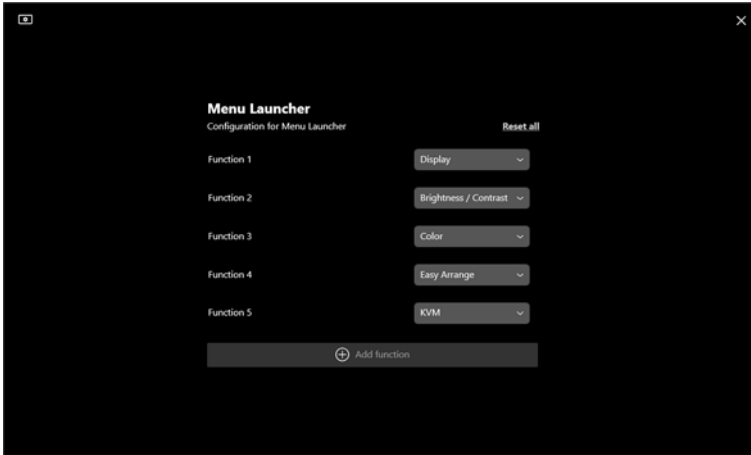 Menu Launcher
Configuration for Menu Launcher Reset all
Function 1 Display
Function 2 Brightness / Contrast
Function 3 Color
Function 4 Easy Arrange
Function 5 KVM
Add function